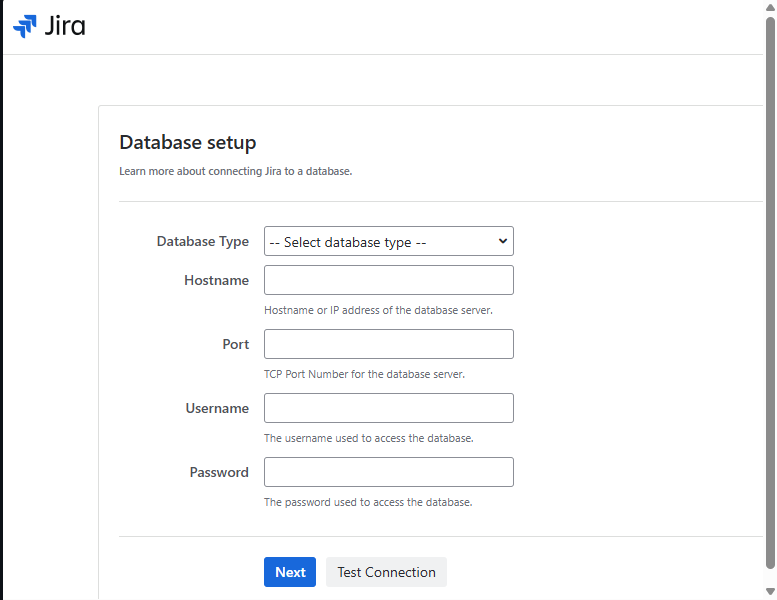 Jira
Database setup
Learn more about connecting Jira to a database.
Database Type
-- Select database type --
Hostname
Hostname or IP address of the database server.
Port
TCP Port Number for the database server.
Username
The username used to access the database.
Password
The password used to access the database.
Next
Test Connection